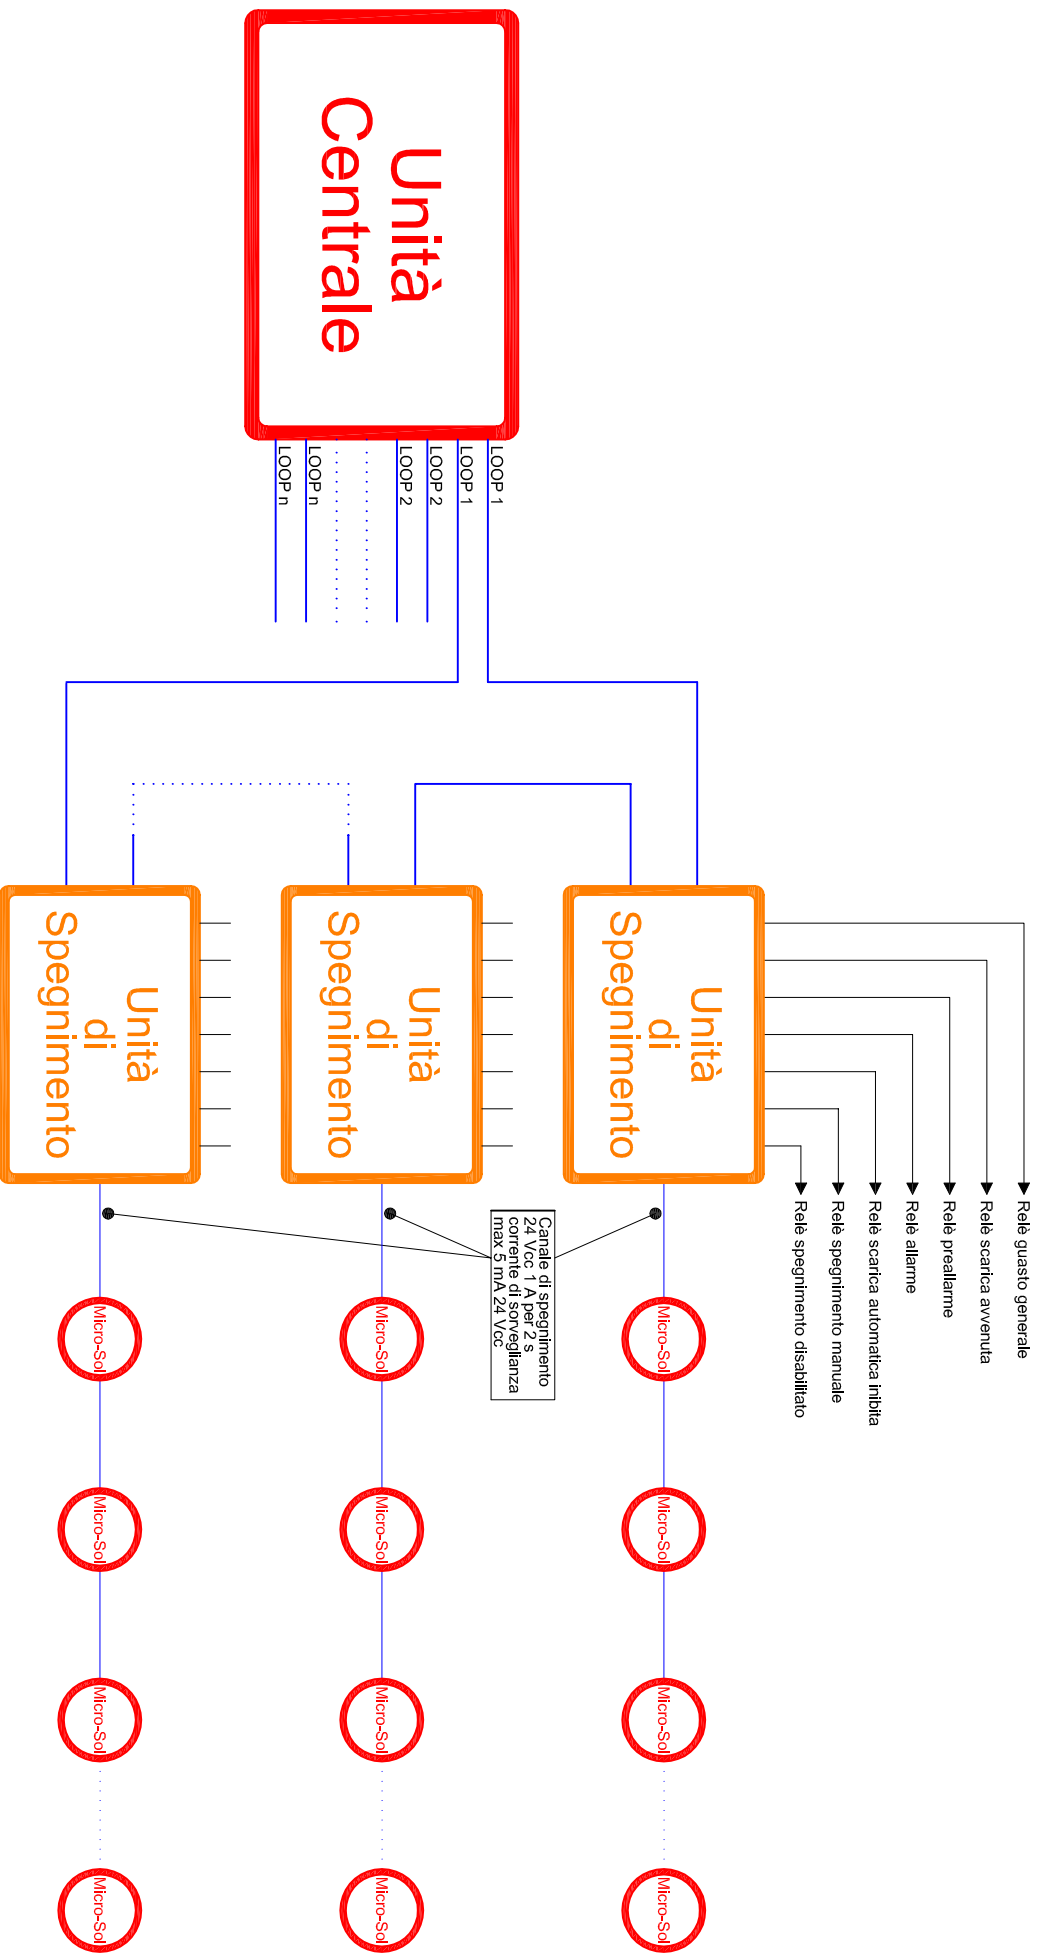 Unità
Centrale
LOOP 1
LOOP 1
LOOP 2
LOOP 2
LOOP n
LOOP n
Relè guasto generale
Relè scarica avvenuta
Relè preallarme
Relè allarme
Relè scarica automatica inibita
Relè spegnimento manuale
Relè spegnimento disabilitato
Unità
di
Spegnimento
Unità
di
Spegnimento
Unità
di
Spegnimento
Canale di spegnimento
24 Vcc 1 A per 2 s
corrente di sorveglianza
max 5 mA 24 Vcc
Micro-Sol
Micro-Sol
Micro-Sol
Micro-Sol
Micro-Sol
Micro-Sol
Micro-Sol
Micro-Sol
Micro-Sol
Micro-Sol
Micro-Sol
Micro-Sol